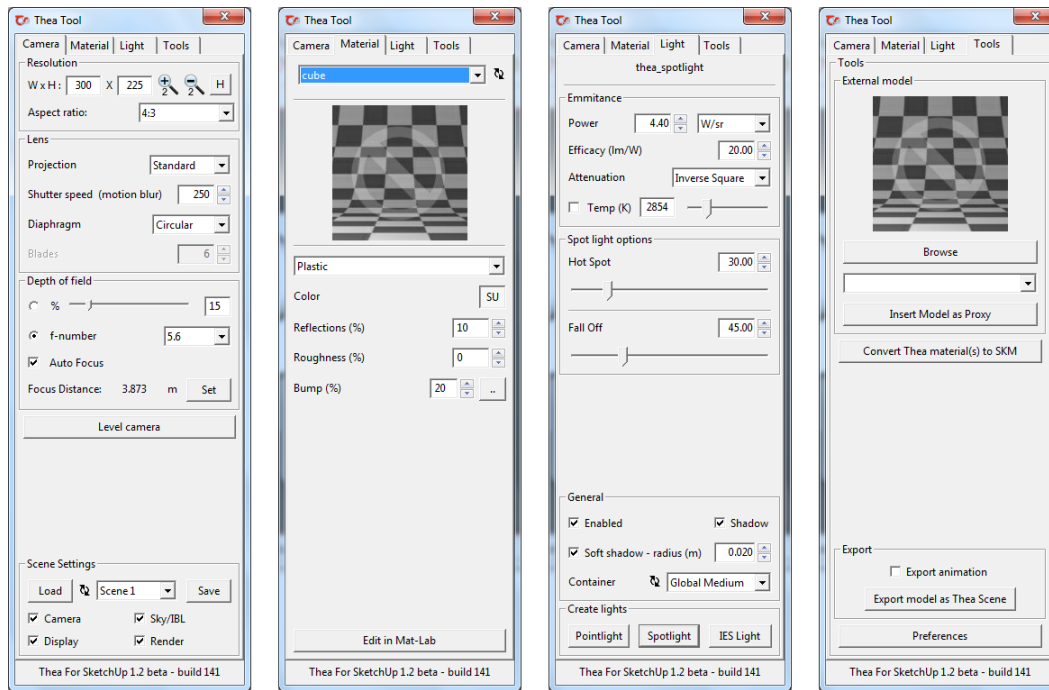 Thea Tool
Camera Material Light Tools
Resolution
W x H : 300 X 225 2 2 H
Aspect ratio: 4:3
Lens
Projection Standard
Shutter speed (motion blur) 250
Diaphragm Circular
Blades 6
Depth of field
% 15
f-number 5.6
Auto Focus
Focus Distance: 3.873 m Set
Level camera
Scene Settings
Load Scene 1 Save
Camera Sky/IBL
Display Render
Thea For SketchUp 1.2 beta - build 141
Thea Tool
Camera Material Light Tools
cube
Plastic
Color SU
Reflections (%) 10
Roughness (%) 0
Bump (%) 20 ..
Edit in Mat-Lab
Thea For SketchUp 1.2 beta - build 141
Thea Tool
Camera Material Light Tools
thea_spotlight
Emmitance
Power 4.40 W/sr
Efficacy (lm/W) 20.00
Attenuation Inverse Square
Temp (K) 2854
Spot light options
Hot Spot 30.00
Fall Off 45.00
General
Enabled Shadow
Soft shadow - radius (m) 0.020
Container Global Medium
Create lights
Pointlight Spotlight IES Light
Thea For SketchUp 1.2 beta - build 141
Thea Tool
Camera Material Light Tools
Tools
External model
Browse
Insert Model as Proxy
Convert Thea material(s) to SKM
Export
Export animation
Export model as Thea Scene
Preferences
Thea For SketchUp 1.2 beta - build 141